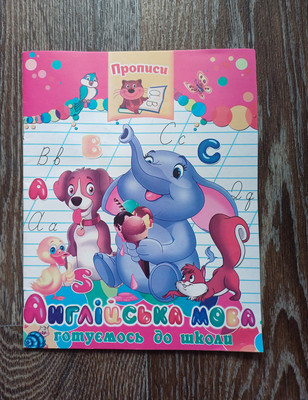 Прописи
B C c
B b
B C
A
A a
S
Англійська мова
готуємось до школи